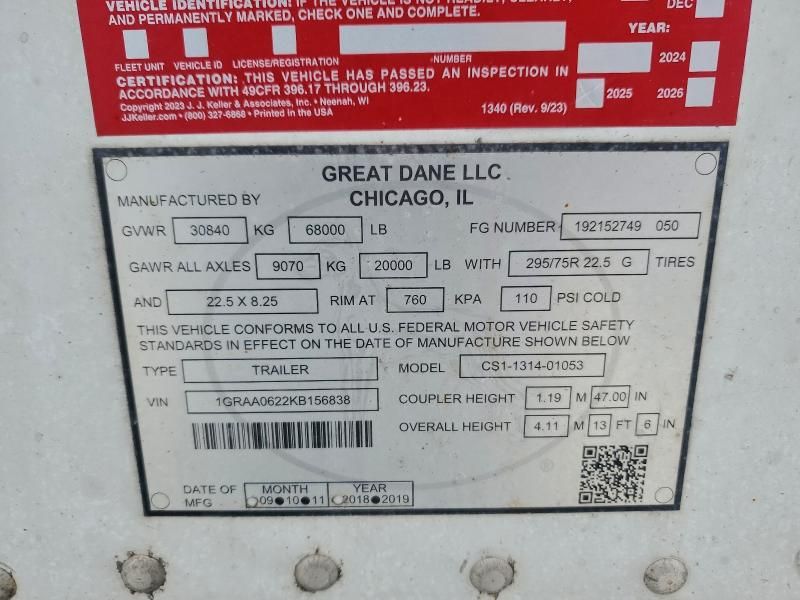 VEHICLE IDENTIFICATION: IF THE VEHICLE IS NOT READILY, CLEARLY,
AND PERMANENTLY MARKED, CHECK ONE AND COMPLETE.
DEC
YEAR:
FLEET UNIT VEHICLE ID LICENSE/REGISTRATION NUMBER 2024
CERTIFICATION: THIS VEHICLE HAS PASSED AN INSPECTION IN
ACCORDANCE WITH 49CFR 396.17 THROUGH 396.23. 2025 2026
Copyright 2023 J. J. Keller & Associates, Inc. • Neenah, WI
JJKeller.com • (800) 327-6868 • Printed in the USA 1340 (Rev. 9/23)
GREAT DANE LLC
MANUFACTURED BY CHICAGO, IL
GVWR 30840 KG 68000 LB FG NUMBER 192152749 050
GAWR ALL AXLES 9070 KG 20000 LB WITH 295/75R 22.5 G TIRES
AND 22.5 X 8.25 RIM AT 760 KPA 110 PSI COLD
THIS VEHICLE CONFORMS TO ALL U.S. FEDERAL MOTOR VEHICLE SAFETY
STANDARDS IN EFFECT ON THE DATE OF MANUFACTURE SHOWN BELOW
TYPE TRAILER MODEL CS1-1314-01053
VIN 1GRAA0622KB156838 COUPLER HEIGHT 1.19 M 47.00 IN
OVERALL HEIGHT 4.11 M 13 FT 6 IN
DATE OF MFG MONTH YEAR
09 10 11 2018 2019